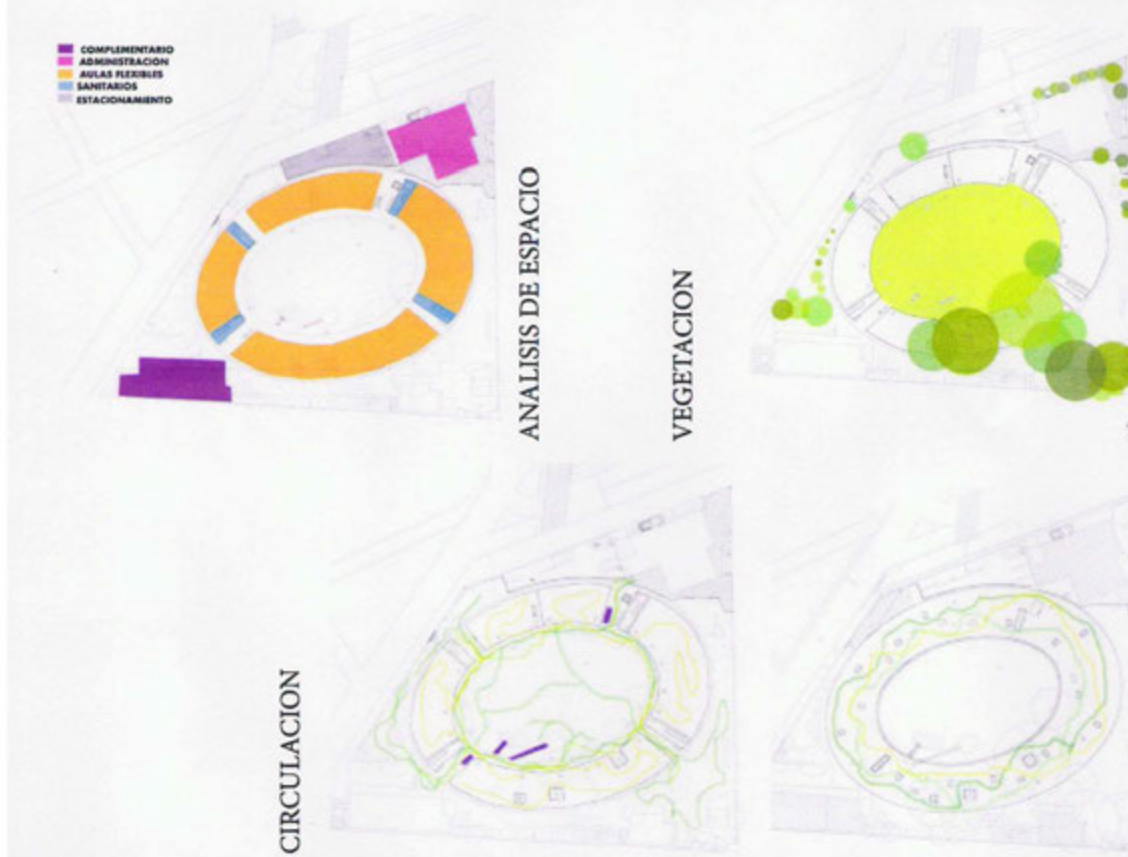 COMPLEMENTARIO
ADMINISTRACION
AULAS FLEXIBLES
SANITARIOS
ESTACIONAMIENTO
ANALISIS DE ESPACIO
VEGETACION
CIRCULACION